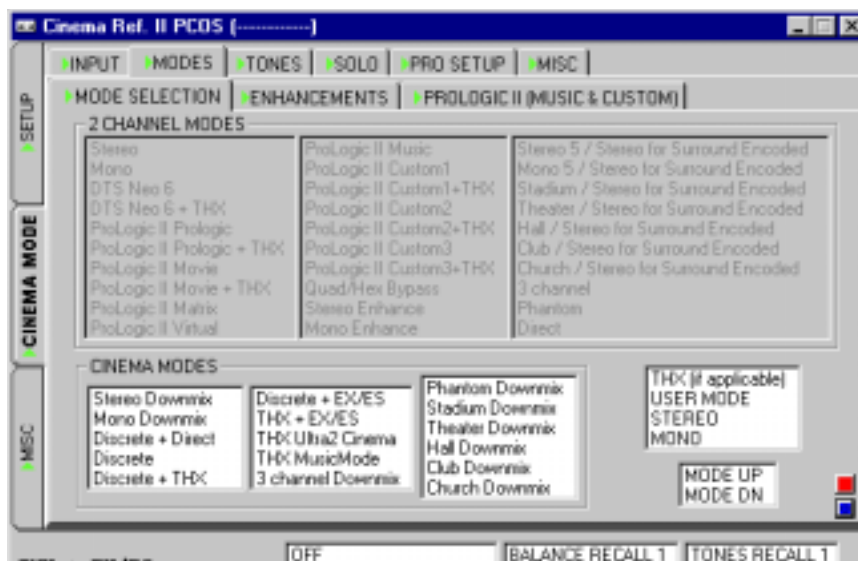 Cinema Ref. II PCOS (------------)
INPUT MODES TONES SOLO PRO SETUP MISC
MODE SELECTION ENHANCEMENTS PROLOGIC II (MUSIC & CUSTOM)
SETUP
CINEMA MODE
MISC
2 CHANNEL MODES
Stereo
Mono
DTS Neo 6
DTS Neo 6 + THX
ProLogic II Prologic
ProLogic II Prologic + THX
ProLogic II Movie
ProLogic II Movie + THX
ProLogic II Matrix
ProLogic II Virtual
ProLogic II Music
ProLogic II Custom1
ProLogic II Custom1+THX
ProLogic II Custom2
ProLogic II Custom2+THX
ProLogic II Custom3
ProLogic II Custom3+THX
Quad/Hex Bypass
Stereo Enhance
Mono Enhance
Stereo 5 / Stereo for Surround Encoded
Mono 5 / Stereo for Surround Encoded
Stadium / Stereo for Surround Encoded
Theater / Stereo for Surround Encoded
Hall / Stereo for Surround Encoded
Club / Stereo for Surround Encoded
Church / Stereo for Surround Encoded
3 channel
Phantom
Direct
CINEMA MODES
Stereo Downmix
Mono Downmix
Discrete + Direct
Discrete
Discrete + THX
Discrete + EX/ES
THX + EX/ES
THX Ultra2 Cinema
THX MusicMode
3 channel Downmix
Phantom Downmix
Stadium Downmix
Theater Downmix
Hall Downmix
Club Downmix
Church Downmix
THX (if applicable)
USER MODE
STEREO
MONO
MODE UP
MODE DN
OFF
BALANCE RECALL 1
TONES RECALL 1